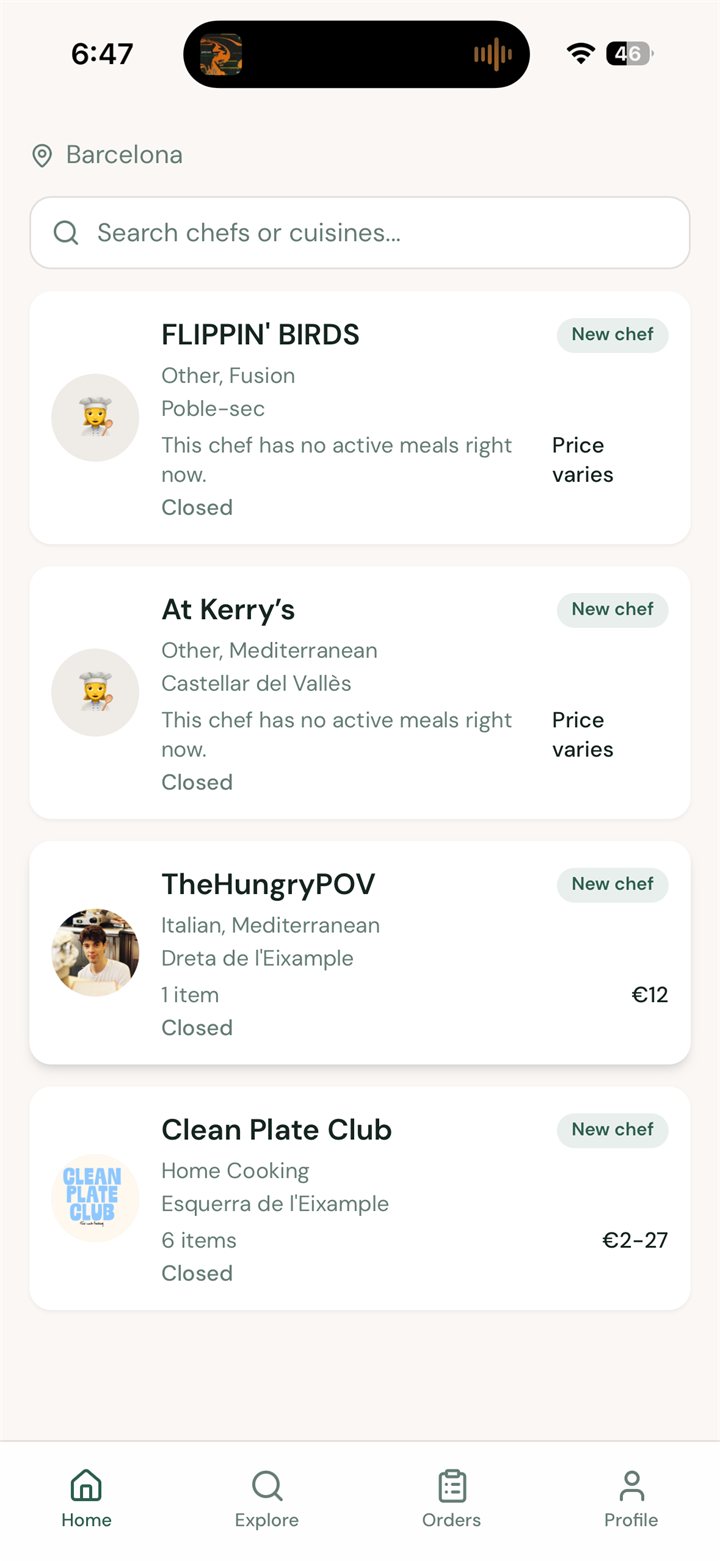 6:47
46
Barcelona
Search chefs or cuisines...
FLIPPIN' BIRDS
New chef
Other, Fusion
Poble-sec
This chef has no active meals right
now.
Price
varies
Closed
At Kerry’s
New chef
Other, Mediterranean
Castellar del Vallès
This chef has no active meals right
now.
Price
varies
Closed
TheHungryPOV
New chef
Italian, Mediterranean
Dreta de l'Eixample
1 item
€12
Closed
CLEAN
PLATE
CLUB
Clean Plate Club
New chef
Home Cooking
Esquerra de l'Eixample
6 items
€2-27
Closed
Home
Explore
Orders
Profile